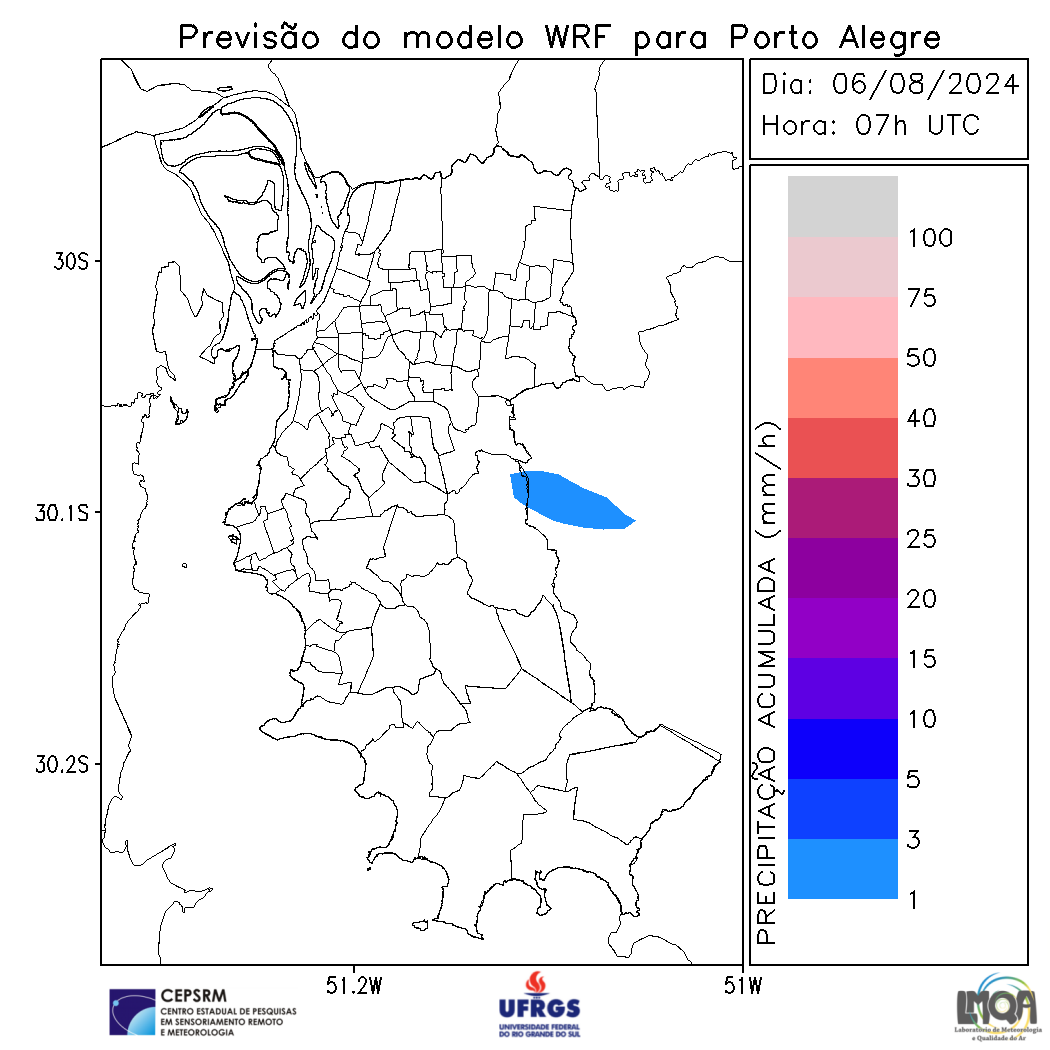 Previsão do modelo WRF para Porto Alegre
Dia: 06/08/2024
Hora: 07h UTC
30S
30.1S
30.2S
51.2W
51W
PRECIPITAÇÃO ACUMULADA (mm/h)
100
75
50
40
30
25
20
15
10
5
3
1
CEPSRM
CENTRO ESTADUAL DE PESQUISAS
EM SENSORIAMENTO REMOTO
E METEOROLOGIA
UFRGS
UNIVERSIDADE FEDERAL
DO RIO GRANDE DO SUL
LMQA
Laboratório de Meteorologia
e Qualidade do Ar